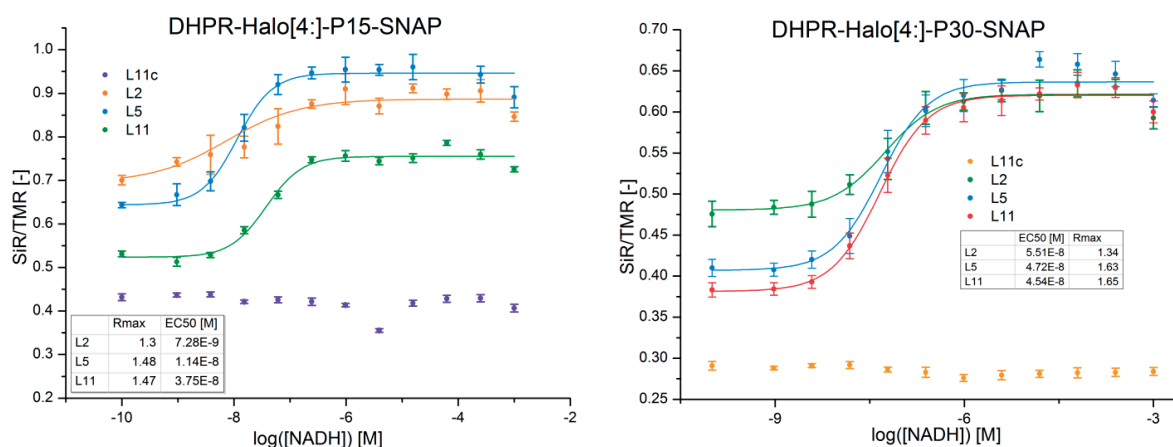 DHPR-Halo[4:]-P15-SNAP
SiR/TMR [-]
1.0
0.9
0.8
0.7
0.6
0.5
0.4
0.3
0.2
L11c
L2
L5
L11
Rmax EC50 [M]
L2 1.3 7.28E-9
L5 1.48 1.14E-8
L11 1.47 3.75E-8
-10 -8 -6 -4 -2
log([NADH]) [M]
DHPR-Halo[4:]-P30-SNAP
SiR/TMR [-]
0.70
0.65
0.60
0.55
0.50
0.45
0.40
0.35
0.30
0.25
L11c
L2
L5
L11
EC50 [M] Rmax
L2 5.51E-8 1.34
L5 4.72E-8 1.63
L11 4.54E-8 1.65
-9 -6 -3
log([NADH]) [M]